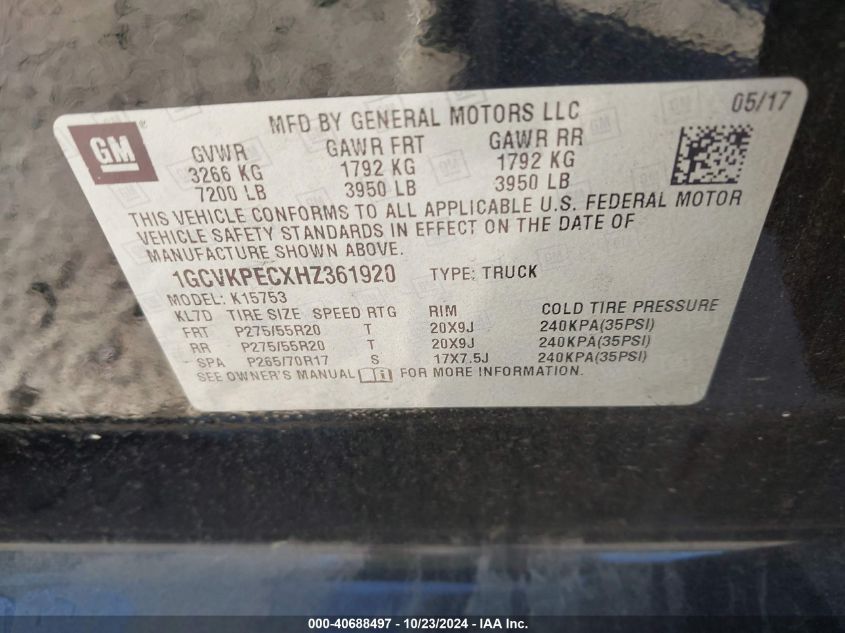 MFD BY GENERAL MOTORS LLC 05/17
GM
GVWR GAWR FRT GAWR RR
3266 KG 1792 KG 1792 KG
7200 LB 3950 LB 3950 LB
THIS VEHICLE CONFORMS TO ALL APPLICABLE U.S. FEDERAL MOTOR
VEHICLE SAFETY STANDARDS IN EFFECT ON THE DATE OF
MANUFACTURE SHOWN ABOVE.
1GCVKPECXHZ361920 TYPE: TRUCK
MODEL: K15753
KL7D TIRE SIZE SPEED RTG RIM COLD TIRE PRESSURE
FRT P275/55R20 T 20X9J 240KPA(35PSI)
RR P275/55R20 T 20X9J 240KPA(35PSI)
SPA P265/70R17 S 17X7.5J 240KPA(35PSI)
SEE OWNER'S MANUAL FOR MORE INFORMATION.
000-40688497 - 10/23/2024 - IAA Inc.